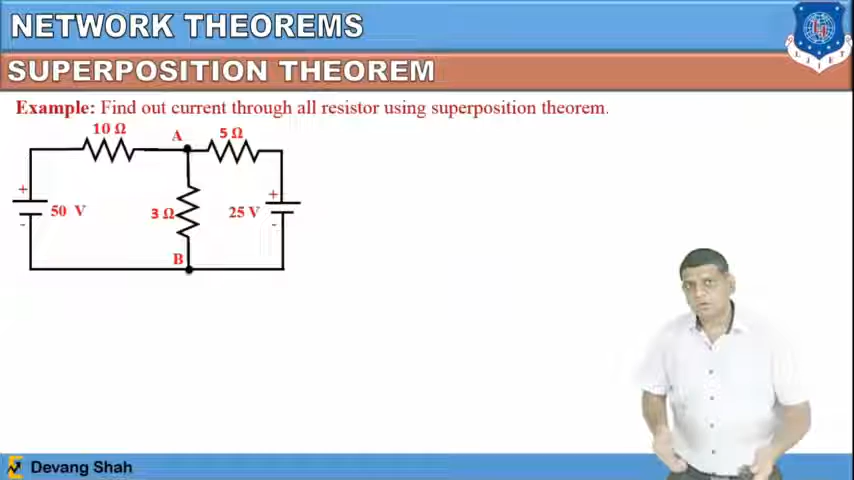 NETWORK THEOREMS
SUPERPOSITION THEOREM
Example: Find out current through all resistor using superposition theorem.
10 Ω
A
5 Ω
+
50 V
-
3 Ω
25 V
+
-
B
LJIET
Devang Shah